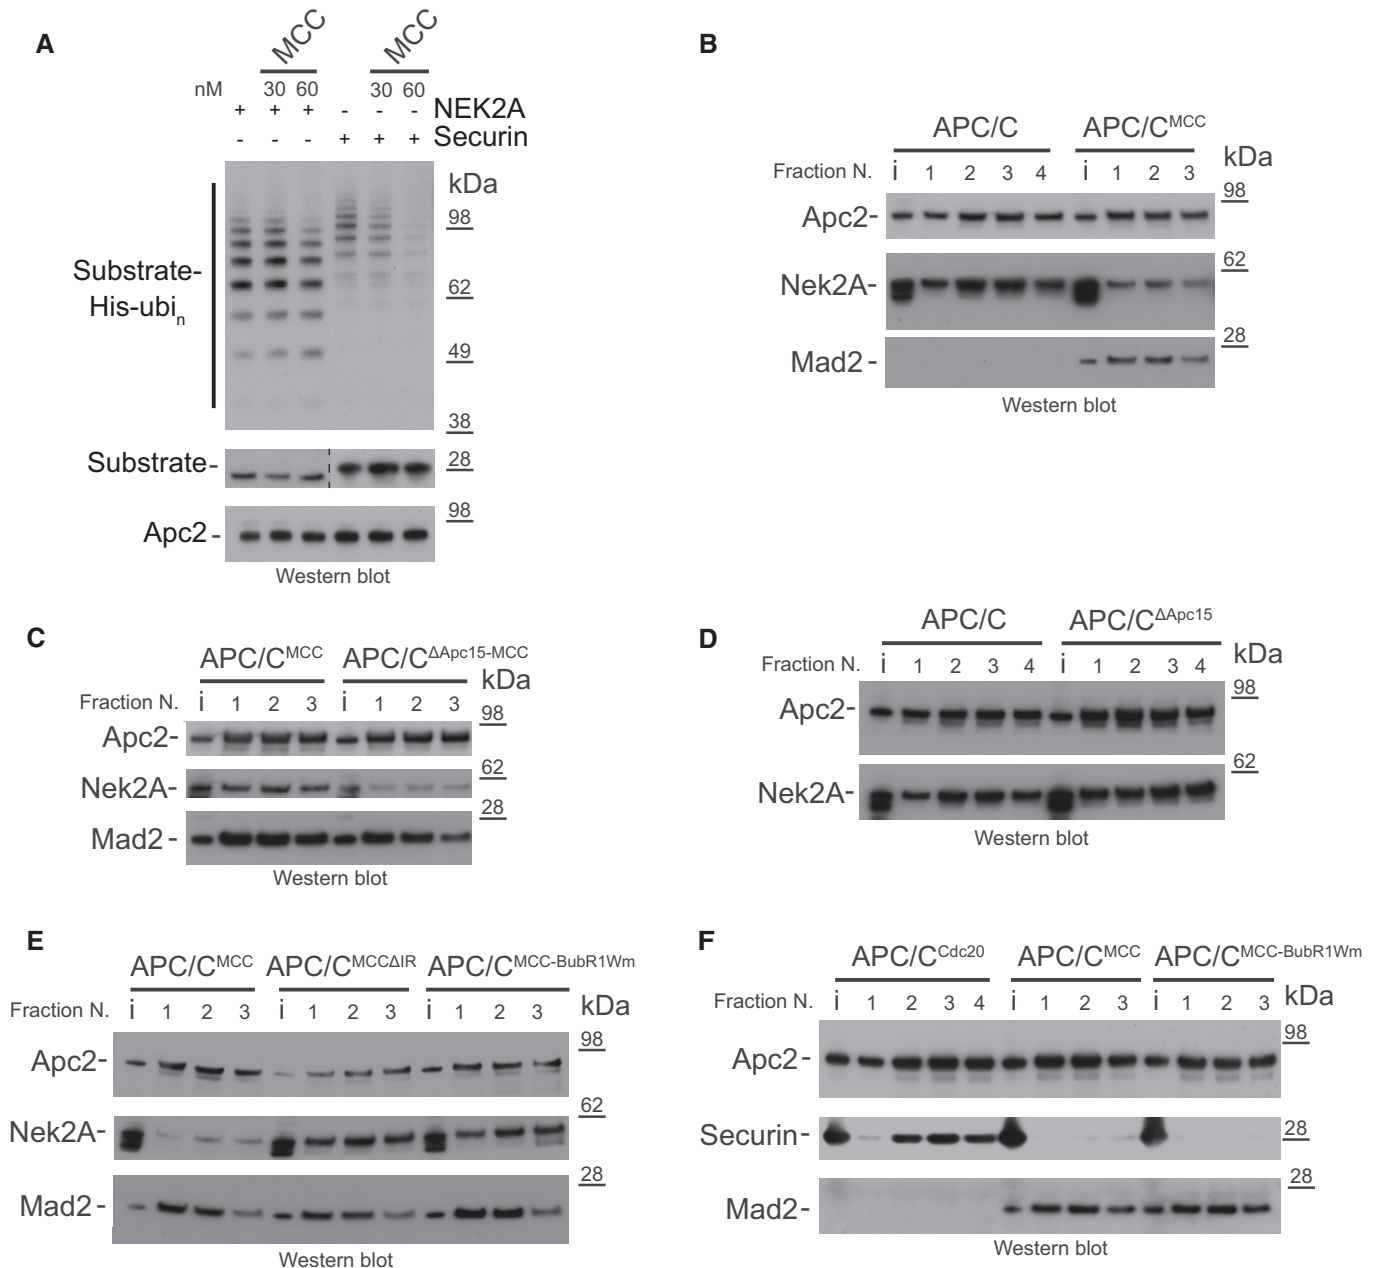 A
MCC MCC
nM 30 60 30 60
+ + + - - - NEK2A
- - - + + + Securin
kDa
98
Substrate-
His-ubin
62
49
38
Substrate- 28
98
Apc2-
Western blot
B
APC/C APC/CMCC
kDa
Fraction N. i 1 2 3 4 i 1 2 3
98
Apc2-
62
Nek2A-
28
Mad2-
Western blot
C
APC/CMCC APC/CΔApc15-MCC
kDa
Fraction N. i 1 2 3 i 1 2 3
98
Apc2-
62
Nek2A-
28
Mad2-
Western blot
D
APC/C APC/CΔApc15
kDa
Fraction N. i 1 2 3 4 i 1 2 3 4
98
Apc2-
62
Nek2A-
Western blot
E
APC/CMCC APC/CMCCΔIR APC/CMCC-BubR1Wm
kDa
Fraction N. i 1 2 3 i 1 2 3 i 1 2 3
98
Apc2-
62
Nek2A-
28
Mad2-
Western blot
F
APC/CCdc20 APC/CMCC APC/CMCC-BubR1Wm
kDa
Fraction N. i 1 2 3 4 i 1 2 3 i 1 2 3
98
Apc2-
Securin- 28
28
Mad2-
Western blot